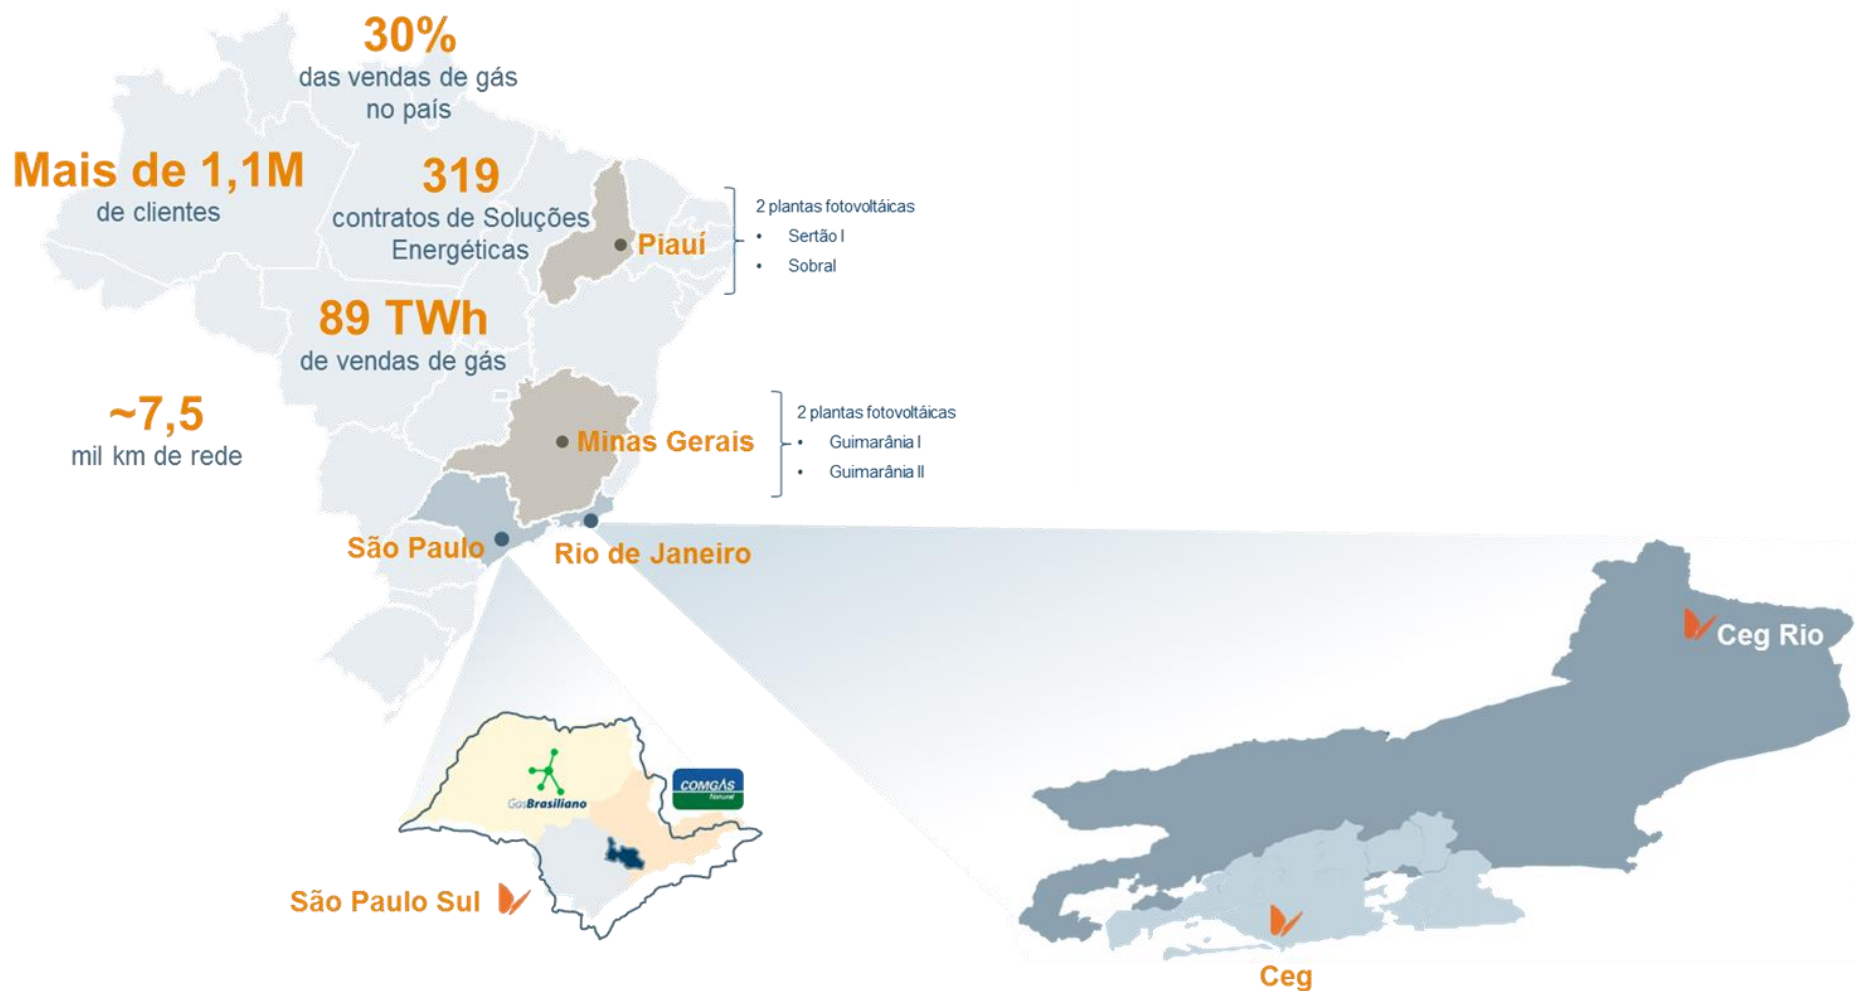 30%
das vendas de gás
no país
Mais de 1,1M
de clientes
319
contratos de Soluções
Energéticas
Piauí
2 plantas fotovoltáicas
• Sertão I
• Sobral
89 TWh
de vendas de gás
~7,5
mil km de rede
Minas Gerais
2 plantas fotovoltáicas
• Guimarânia I
• Guimarânia II
São Paulo
Rio de Janeiro
Ceg Rio
GasBrasiliano
COMGÁS
Natural
São Paulo Sul
Ceg